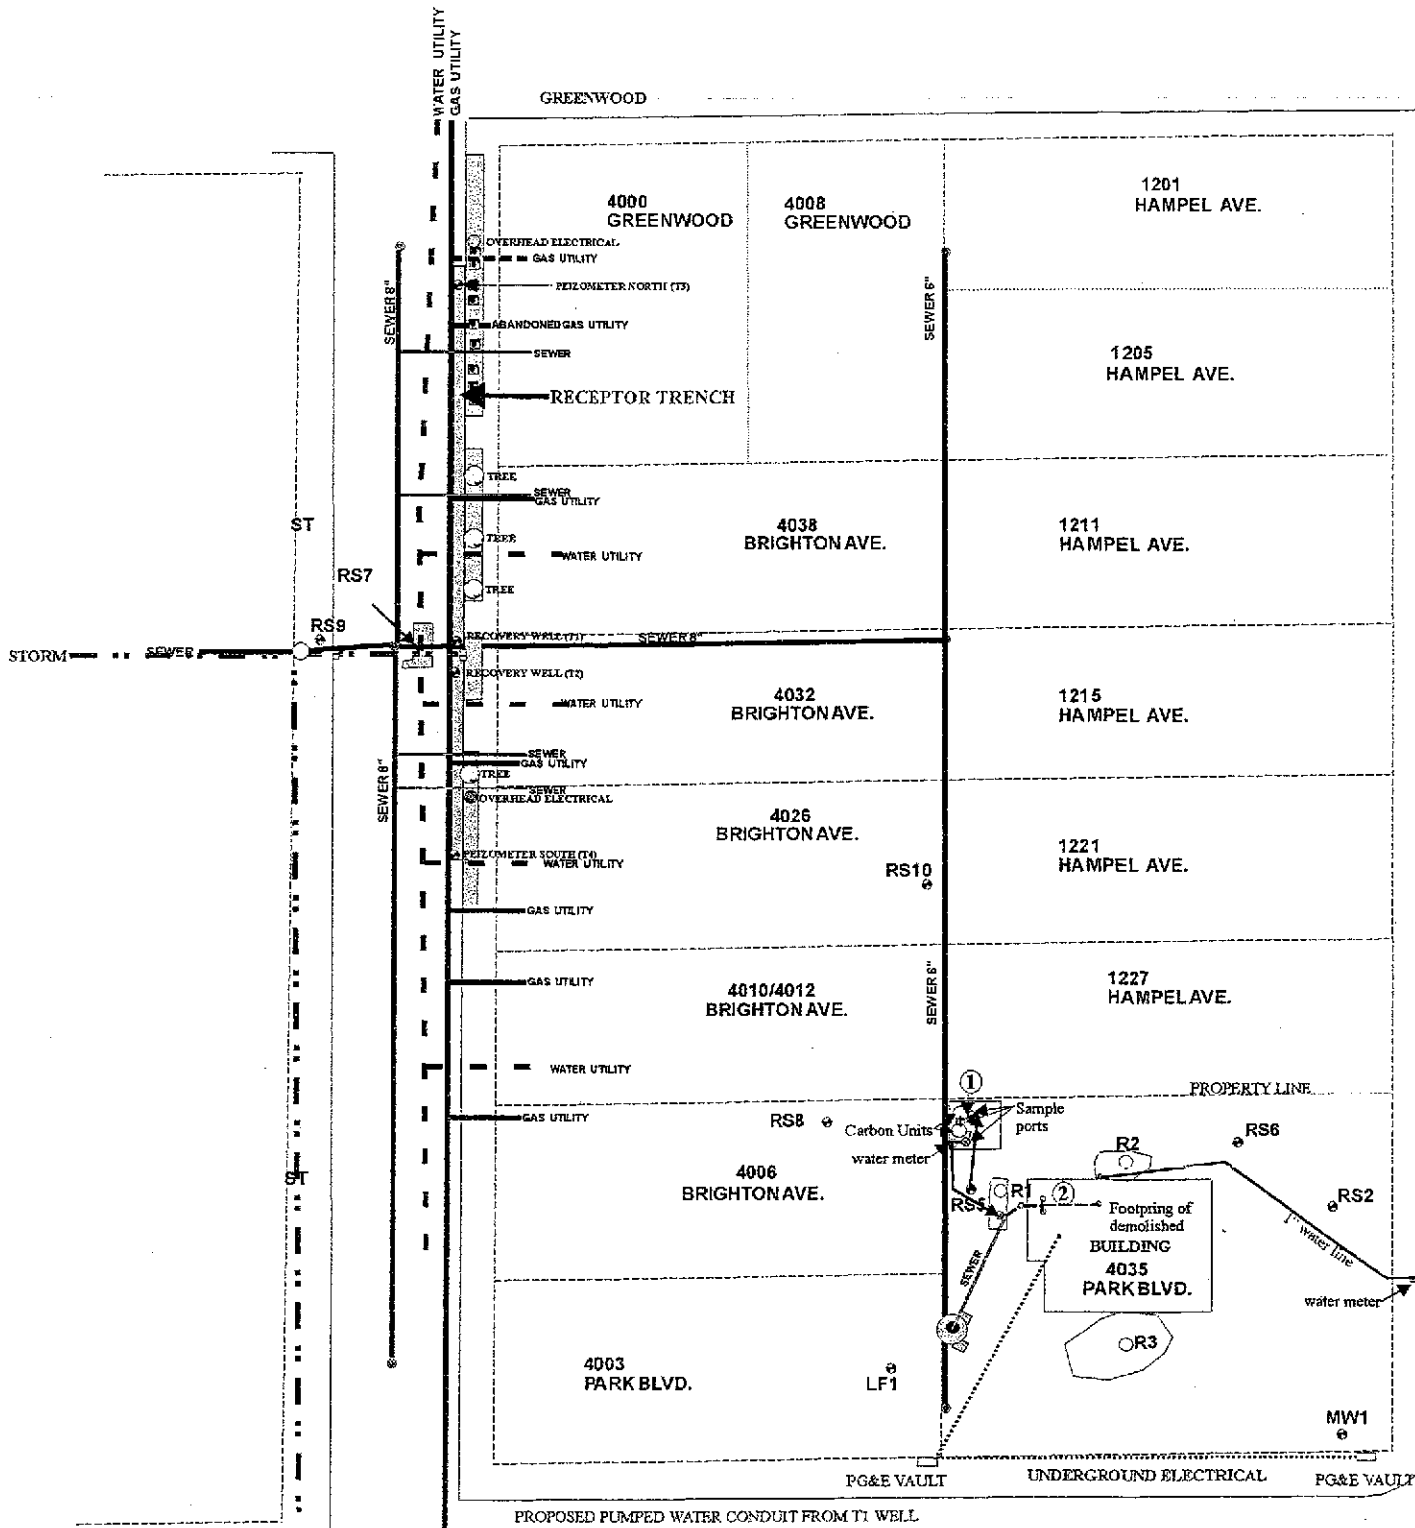 WATER UTILITY
GAS UTILITY
GREENWOOD
4000
GREENWOOD
4008
GREENWOOD
1201
HAMPEL AVE.
OVERHEAD ELECTRICAL
GAS UTILITY
PEIZOMETER NORTH (T3)
SEWER 8"
SEWER 6"
ABANDONED GAS UTILITY
SEWER
1205
HAMPEL AVE.
RECEPTOR TRENCH
TREE
SEWER
GAS UTILITY
ST
4038
BRIGHTON AVE.
1211
HAMPEL AVE.
TREE
WATER UTILITY
RS7
TREE
RS9
RECOVERY WELL (T1)
SEWER 8"
STORM
SEWER
RECOVERY WELL (T2)
WATER UTILITY
4032
BRIGHTON AVE.
1215
HAMPEL AVE.
SEWER
GAS UTILITY
TREE
SEWER
OVERHEAD ELECTRICAL
SEWER 8"
4026
BRIGHTON AVE.
1221
HAMPEL AVE.
PEIZOMETER SOUTH (T4)
WATER UTILITY
RS10
GAS UTILITY
GAS UTILITY
4010/4012
BRIGHTON AVE.
SEWER 6"
1227
HAMPEL AVE.
WATER UTILITY
1
PROPERTY LINE
GAS UTILITY
RS8
Carbon Units
Sample
ports
water meter
R2
RS6
ST
4006
BRIGHTON AVE.
RS5
R1
2
Footpring of
demolished
BUILDING
4035
PARK BLVD.
RS2
1" water line
SEWER
water meter
R3
4003
PARK BLVD.
LF1
MW1
PG&E VAULT
UNDERGROUND ELECTRICAL
PG&E VAULT
PROPOSED PUMPED WATER CONDUIT FROM T1 WELL